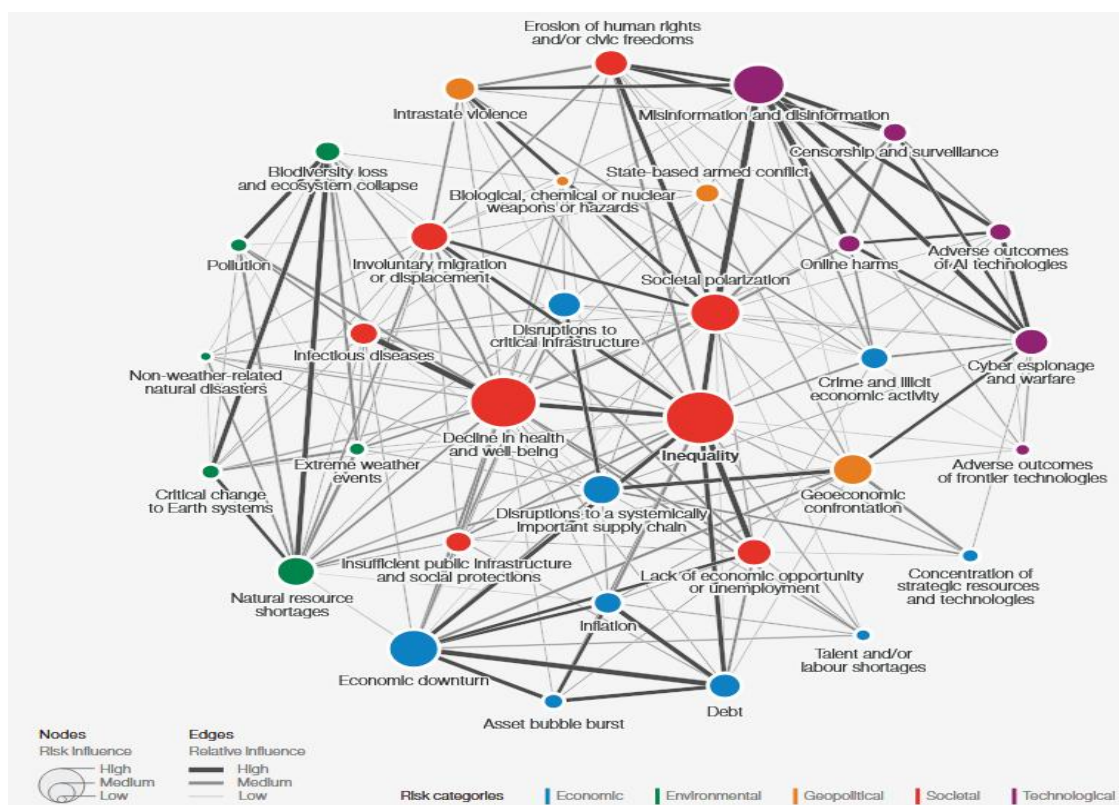 Erosion of human rights
and/or civic freedoms
Intrastate violence
Misinformation and disinformation
Censorship and surveillance
Biodiversity loss
and ecosystem collapse
State-based armed conflict
Biological, chemical or nuclear
weapons or hazards
Pollution
Involuntary migration
or displacement
Societal polarization
Online harms
Adverse outcomes
of AI technologies
Infectious diseases
Disruptions to
critical infrastructure
Non-weather-related
natural disasters
Crime and illicit
economic activity
Cyber espionage
and warfare
Decline in health
and well-being
Inequality
Extreme weather
events
Critical change
to Earth systems
Adverse outcomes
of frontier technologies
Geoeconomic
confrontation
Disruptions to a systemically
important supply chain
Insufficient public infrastructure
and social protections
Lack of economic opportunity
or unemployment
Natural resource
shortages
Concentration of
strategic resources
and technologies
Inflation
Talent and/or
labour shortages
Economic downturn
Debt
Asset bubble burst
Nodes
Risk influence
High
Medium
Low
Edges
Relative influence
High
Medium
Low
Risk categories
Economic
Environmental
Geopolitical
Societal
Technological